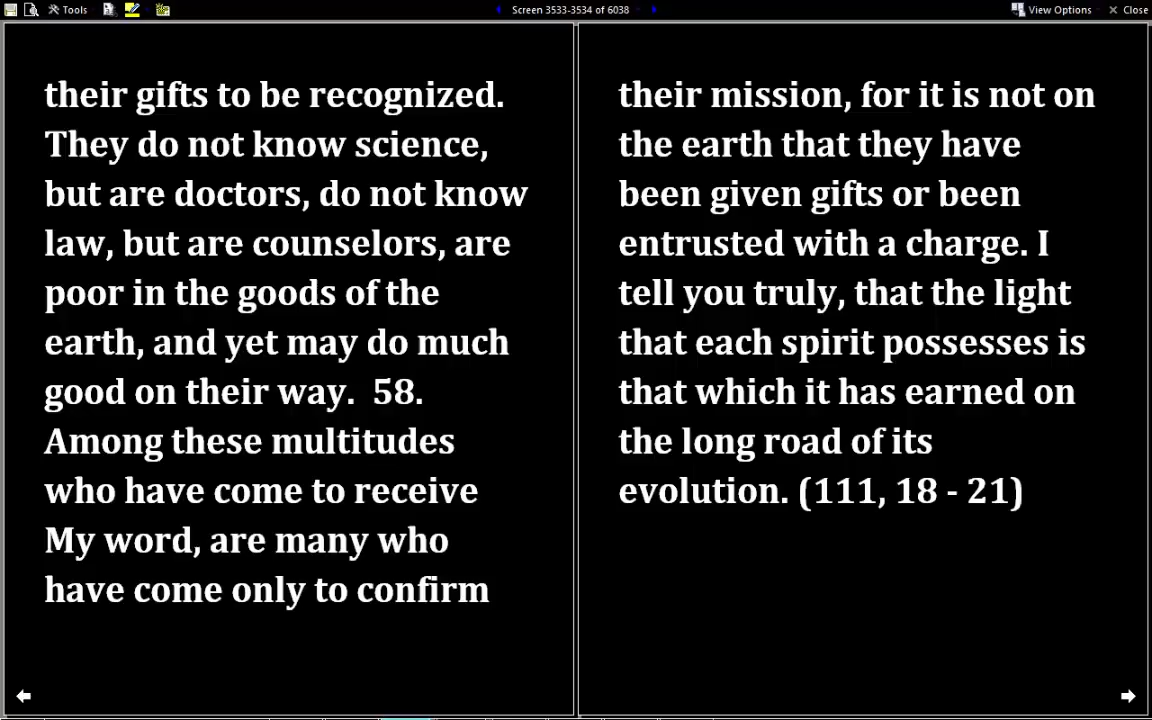 Tools
Screen 3533-3534 of 6038
View Options
Close
their gifts to be recognized.
They do not know science,
but are doctors, do not know
law, but are counselors, are
poor in the goods of the
earth, and yet may do much
good on their way.  58.
Among these multitudes
who have come to receive
My word, are many who
have come only to confirm
their mission, for it is not on
the earth that they have
been given gifts or been
entrusted with a charge. I
tell you truly, that the light
that each spirit possesses is
that which it has earned on
the long road of its
evolution. (111, 18 - 21)